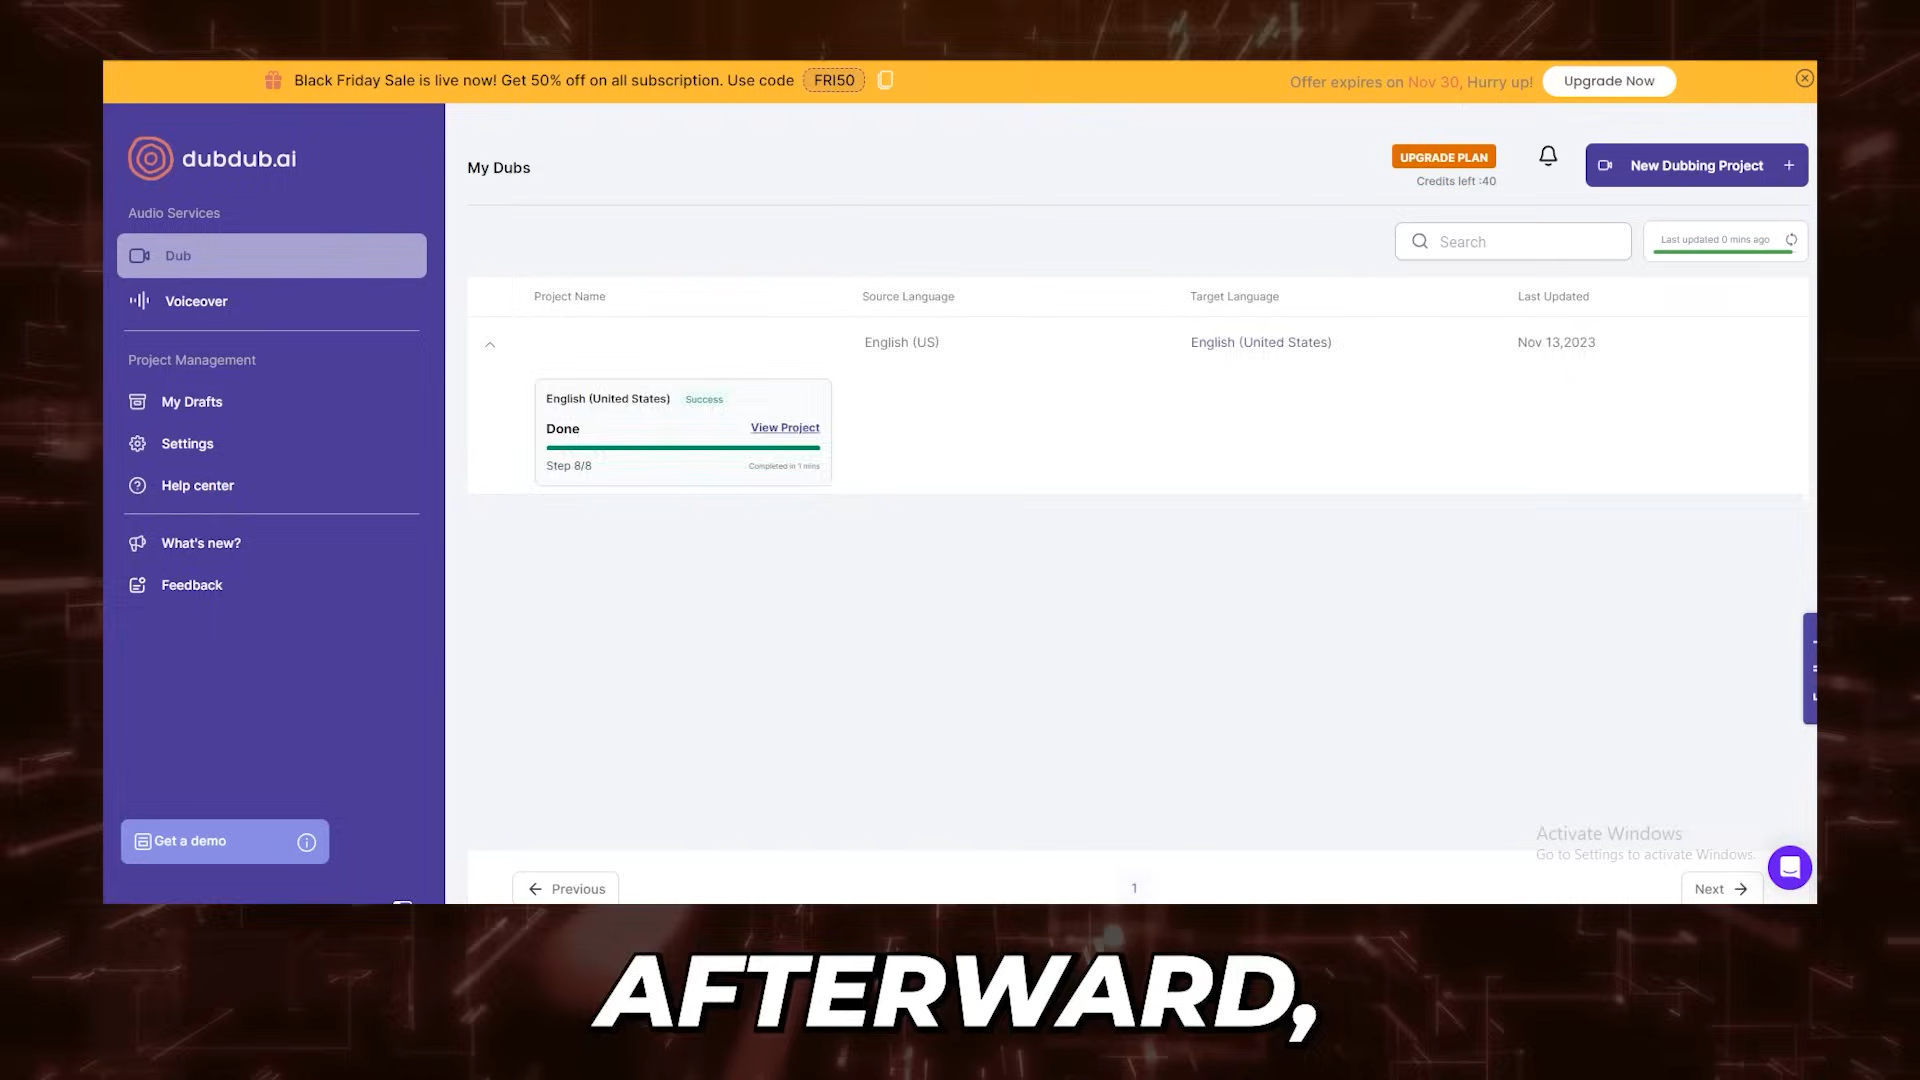 Black Friday Sale is live now! Get 50% off on all subscription. Use code FRI50
Offer expires on Nov 30, Hurry up! Upgrade Now
dubdub.ai
Audio Services
Dub
Voiceover
Project Management
My Drafts
Settings
Help center
What's new?
Feedback
Get a demo
My Dubs
UPGRADE PLAN
Credits left :40
New Dubbing Project +
Search
Last updated 0 mins ago
Project Name Source Language Target Language Last Updated
English (US) English (United States) Nov 13,2023
English (United States) Success
Done View Project
Step 8/8 Completed in 1 mins
Activate Windows
Go to Settings to activate Windows.
Previous 1 Next
AFTERWARD,